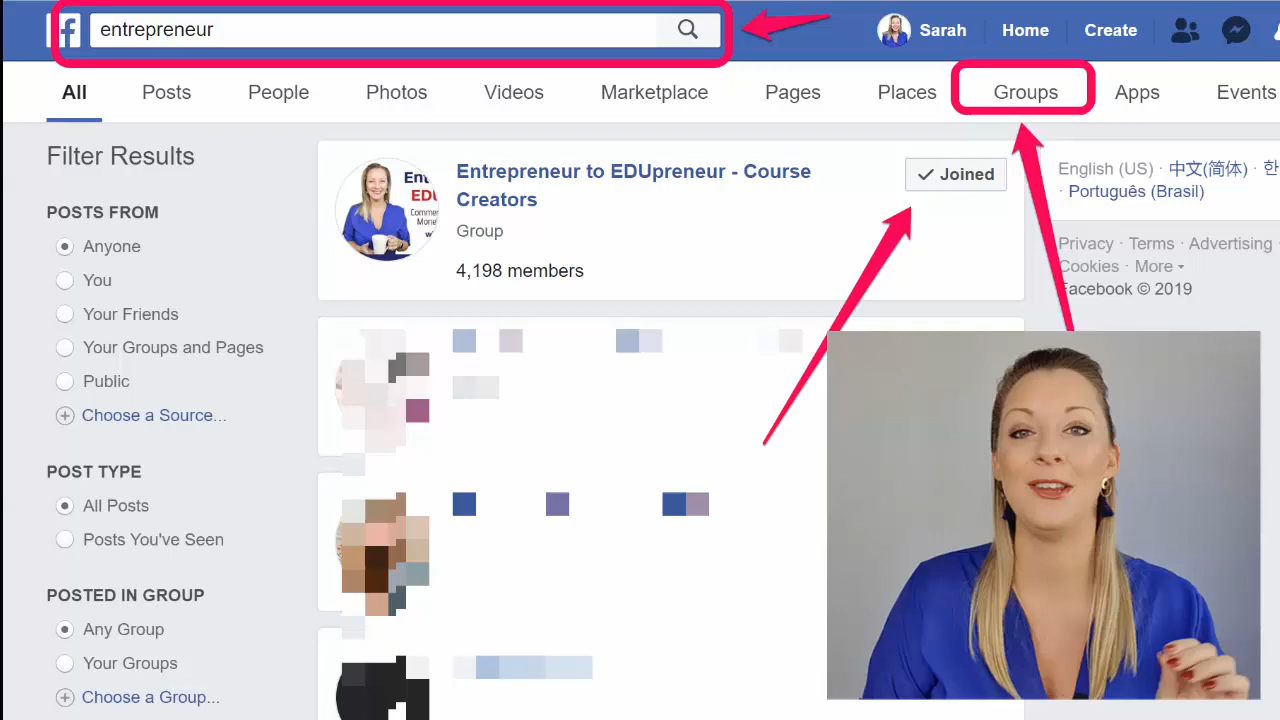 f entrepreneur Sarah Home Create
All Posts People Photos Videos Marketplace Pages Places Groups Apps Events
Filter Results
POSTS FROM
Anyone
You
Your Friends
Your Groups and Pages
Public
Choose a Source...
POST TYPE
All Posts
Posts You've Seen
POSTED IN GROUP
Any Group
Your Groups
Choose a Group...
Entrepreneur to EDUpreneur - Course
Creators
Group
4,198 members
Joined
English (US) · 中文(简体) · 한
· Português (Brasil)
Privacy · Terms · Advertising
Cookies · More
Facebook © 2019